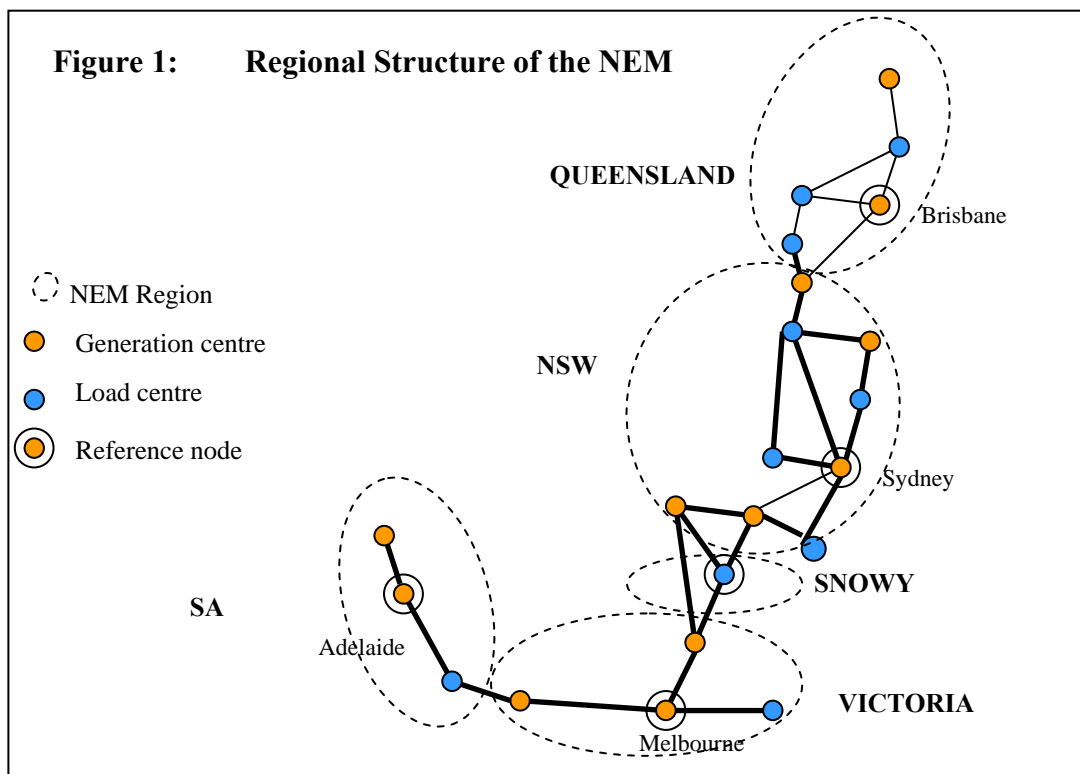 Figure 1: Regional Structure of the NEM
QUEENSLAND
Brisbane
NEM Region
Generation centre
NSW
Load centre
Reference node
Sydney
SNOWY
SA
Adelaide
VICTORIA
Melbourne